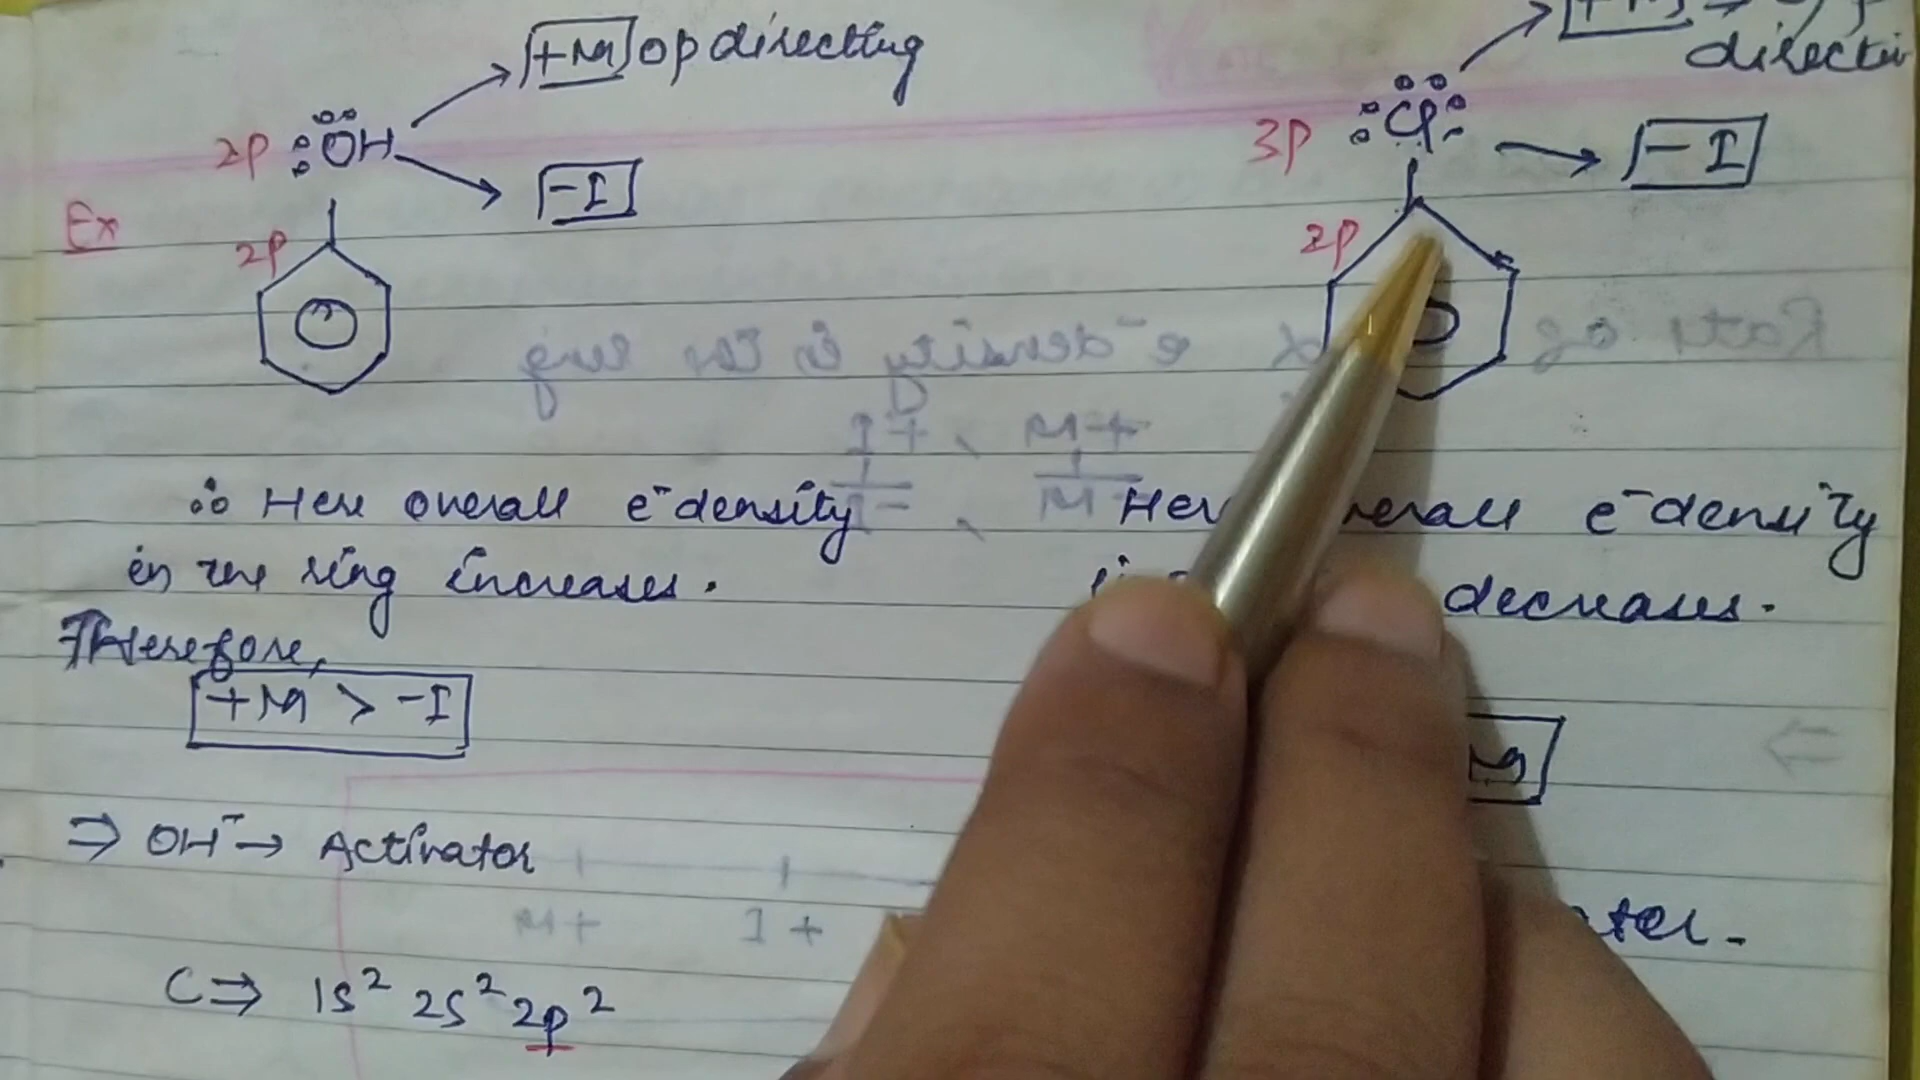 +M op directing
directi
2p :OH
3p :Cl:
-I
-I
Ex
2p
2p
∴ Here overall e⁻density
in the ring increases.
Here overall e⁻density
decreases.
Therefore,
+M > -I
M
⇒ OH⁻ → Activator
C ⇒ 1s² 2s² 2p²